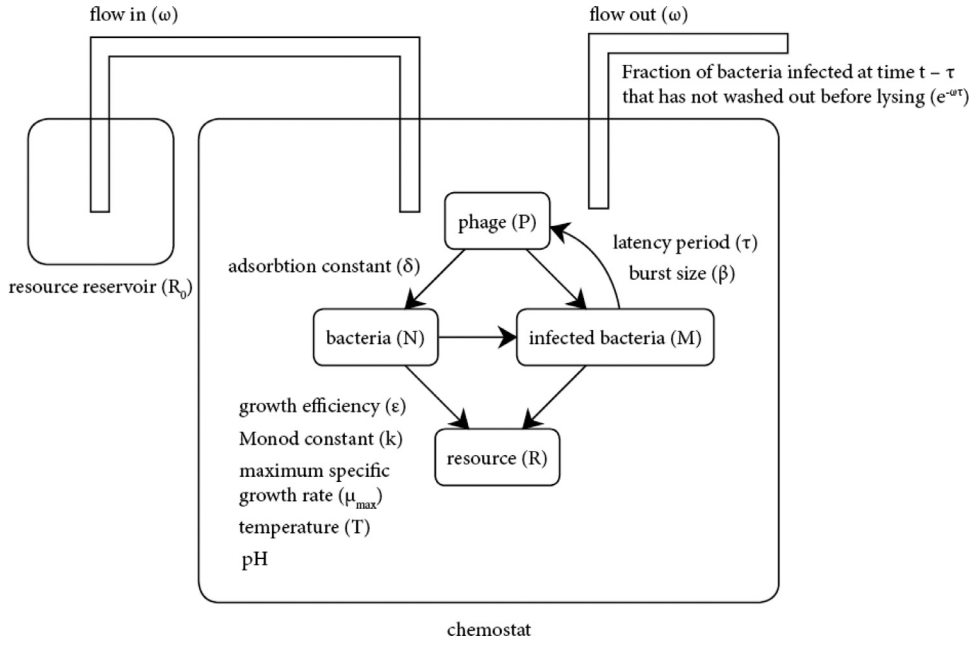 flow in (ω)
flow out (ω)
Fraction of bacteria infected at time t – τ
that has not washed out before lysing (e^-ωτ)
phage (P)
latency period (τ)
burst size (β)
adsorbtion constant (δ)
resource reservoir (R₀)
bacteria (N)
infected bacteria (M)
growth efficiency (ε)
Monod constant (k)
resource (R)
maximum specific
growth rate (μmax)
temperature (T)
pH
chemostat